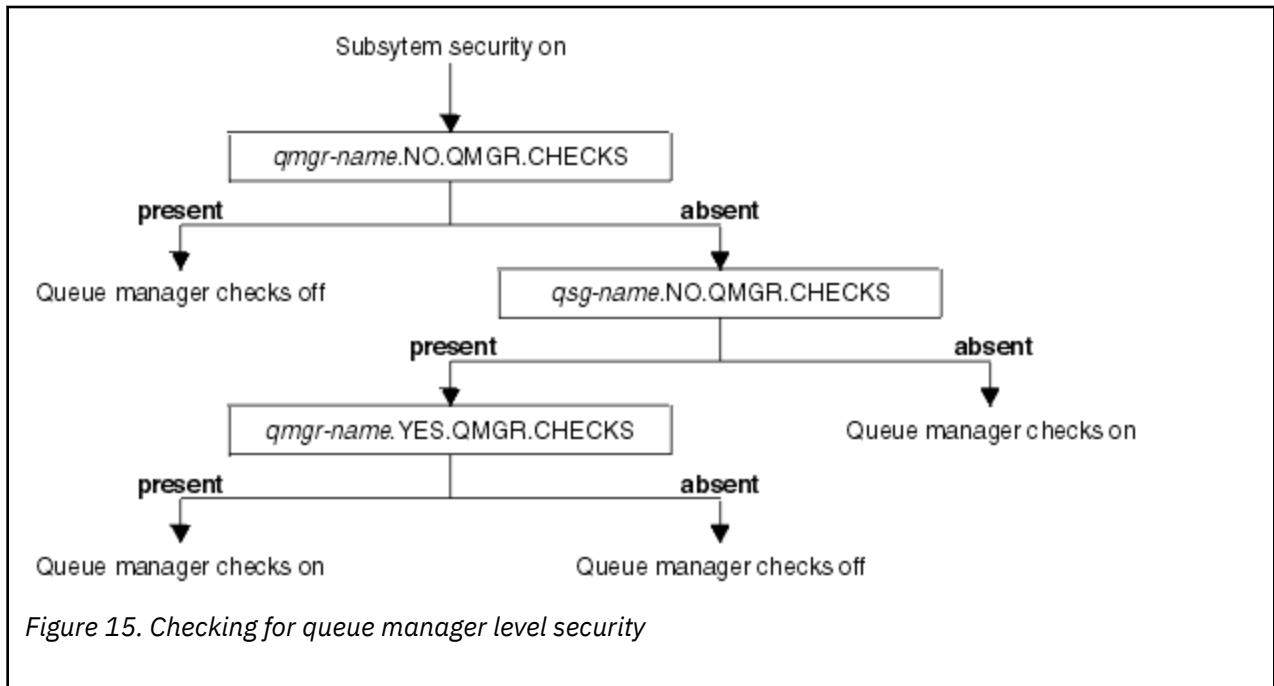 Subsytem security on
qmgr-name.NO.QMGR.CHECKS
present
absent
Queue manager checks off
qsg-name.NO.QMGR.CHECKS
present
absent
qmgr-name.YES.QMGR.CHECKS
Queue manager checks on
present
absent
Queue manager checks on
Queue manager checks off
Figure 15. Checking for queue manager level security